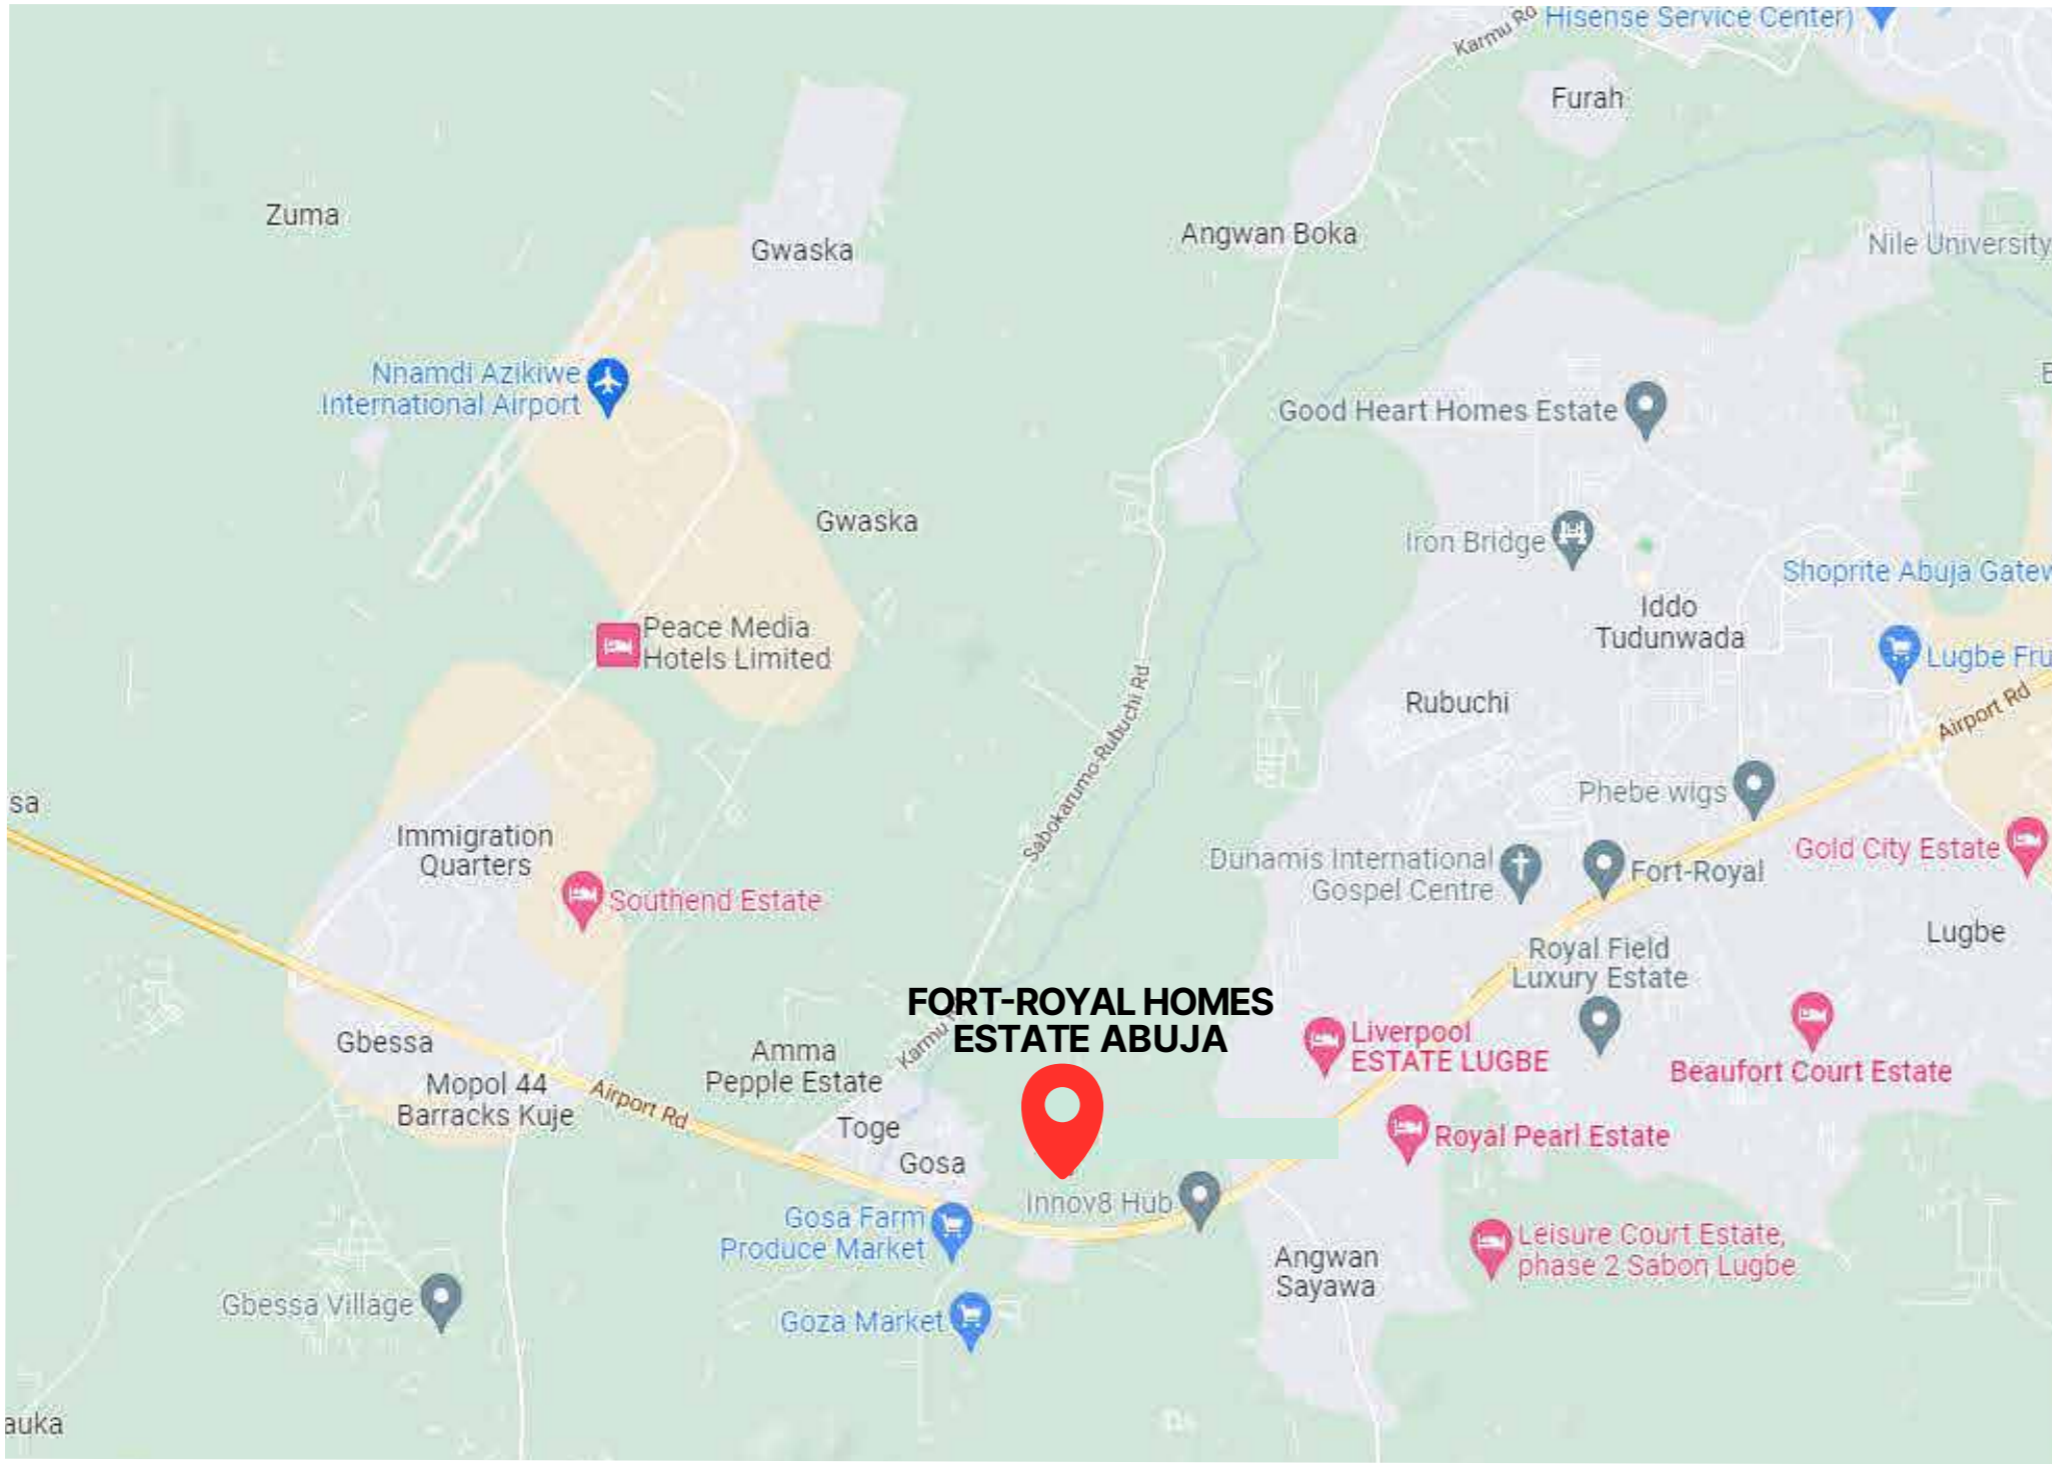 Karmu Rd
Hisense Service Center)
Furah
Zuma
Gwaska
Angwan Boka
Nile University
Nnamdi Azikiwe
International Airport
Good Heart Homes Estate
Gwaska
Iron Bridge
Shoprite Abuja Gatew
Iddo
Tudunwada
Peace Media
Hotels Limited
Lugbe Fru
Rubuchi
Airport Rd
Sabokarumo-Rubuchi Rd
sa
Phebe wigs
Immigration
Quarters
Gold City Estate
Dunamis International
Gospel Centre
Fort-Royal
Southend Estate
Lugbe
Royal Field
Luxury Estate
FORT-ROYAL HOMES
ESTATE ABUJA
Karmu
Liverpool
ESTATE LUGBE
Gbessa
Amma
Pepple Estate
Beaufort Court Estate
Mopol 44
Barracks Kuje
Airport Rd
Toge
Royal Pearl Estate
Gosa
Innov8 Hub
Gosa Farm
Produce Market
Leisure Court Estate,
phase 2 Sabon Lugbe
Angwan
Sayawa
Gbessa Village
Goza Market
auka